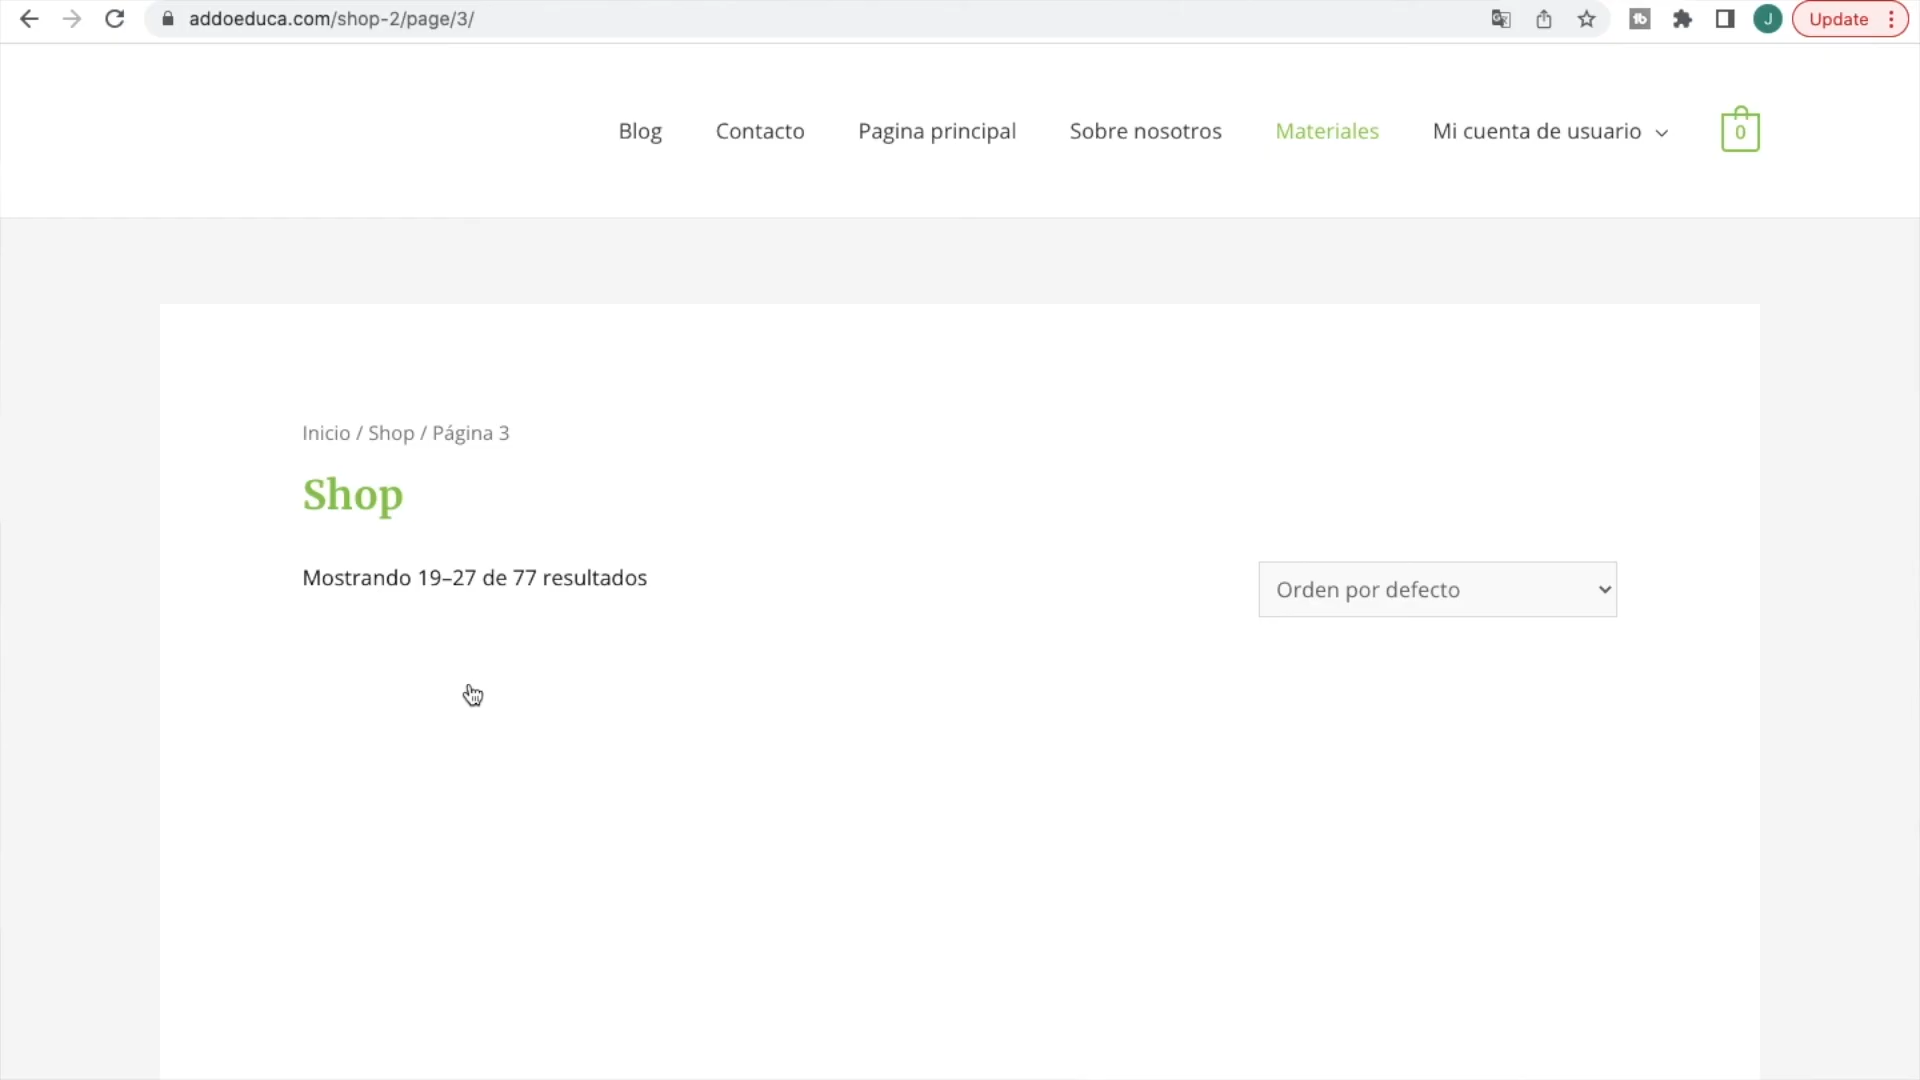 addoeduca.com/shop-2/page/3/
J
Update
Blog
Contacto
Pagina principal
Sobre nosotros
Materiales
Mi cuenta de usuario
0
Inicio / Shop / Página 3
Shop
Mostrando 19–27 de 77 resultados
Orden por defecto